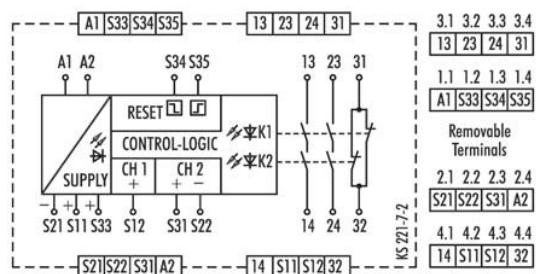 A1 S33 S34 S35
13 23 24 31
3.1 3.2 3.3 3.4
13 23 24 31
A1 A2
S34 S35
13 23 31
1.1 1.2 1.3 1.4
A1 S33 S34 S35
RESET
K1
CONTROL-LOGIC
K2
Removable
Terminals
SUPPLY
CH 1
CH 2
+
+ −
− + +
2.1 2.2 2.3 2.4
S21 S22 S31 A2
S21 S11 S33
S12
S31 S22
14 24 32
KS 221-7-2
4.1 4.2 4.3 4.4
14 S11 S12 32
S21 S22 S31 A2
14 S11 S12 32